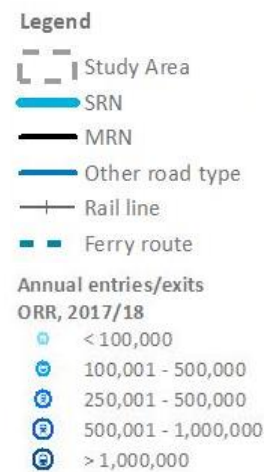 Legend
Study Area
SRN
MRN
Other road type
Rail line
Ferry route
Annual entries/exits
ORR, 2017/18
< 100,000
100,001 - 500,000
250,001 - 500,000
500,001 - 1,000,000
> 1,000,000